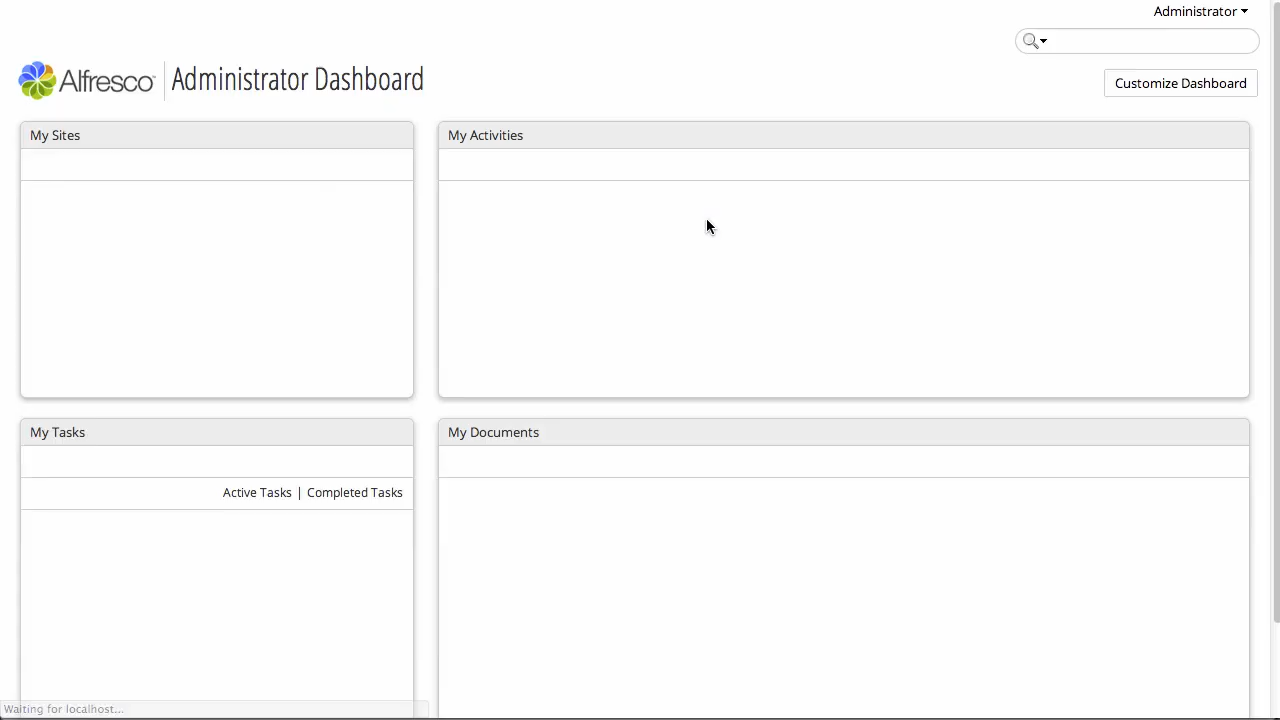 Administrator
Alfresco
Administrator Dashboard
Customize Dashboard
My Sites
My Activities
My Tasks
My Documents
Active Tasks | Completed Tasks
Waiting for localhost...